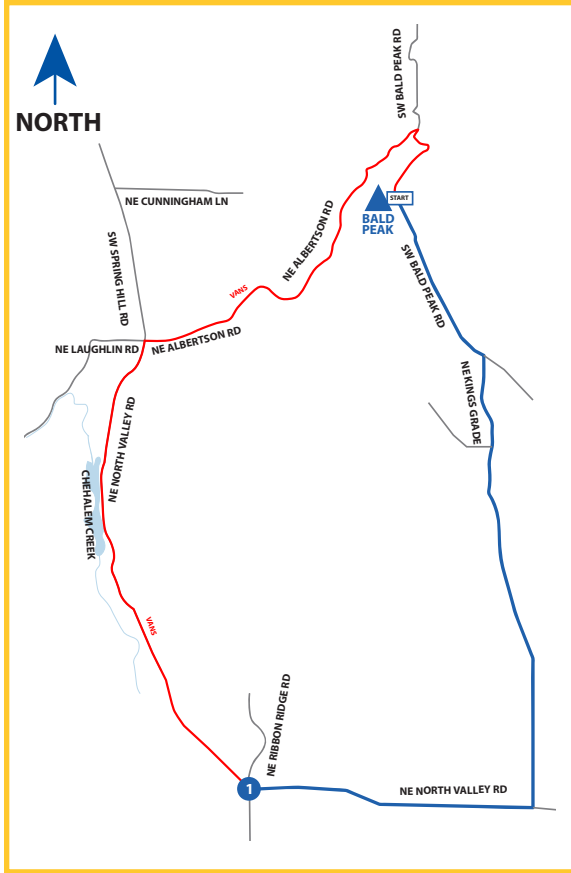 SW BALD PEAK RD
NORTH
NE CUNNINGHAM LN
START
BALD
PEAK
NE ALBERTSON RD
SW SPRING HILL RD
SW BALD PEAK RD
VANS
NE LAUGHLIN RD
NE ALBERTSON RD
NE KINGS GRADE
NE NORTH VALLEY RD
CHEHALEM CREEK
VANS
NE RIBBON RIDGE RD
1
NE NORTH VALLEY RD